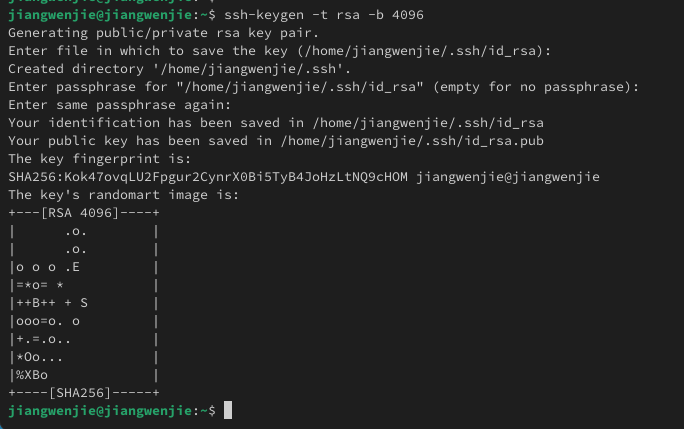 jiangwenjie@jiangwenjie:~$ ssh-keygen -t rsa -b 4096
Generating public/private rsa key pair.
Enter file in which to save the key (/home/jiangwenjie/.ssh/id_rsa):
Created directory '/home/jiangwenjie/.ssh'.
Enter passphrase for "/home/jiangwenjie/.ssh/id_rsa" (empty for no passphrase):
Enter same passphrase again:
Your identification has been saved in /home/jiangwenjie/.ssh/id_rsa
Your public key has been saved in /home/jiangwenjie/.ssh/id_rsa.pub
The key fingerprint is:
SHA256:Kok47ovqLU2Fpgur2CynrX0Bi5TyB4JoHzLtNQ9cHOM jiangwenjie@jiangwenjie
The key's randomart image is:
+---[RSA 4096]----+
|      .o.        |
|      .o.        |
|o o o .E         |
|=*o= *           |
|++B++ + S        |
|ooo=o. o         |
|+.=.o..          |
|*Oo...           |
|%XBo             |
+----[SHA256]-----+
jiangwenjie@jiangwenjie:~$